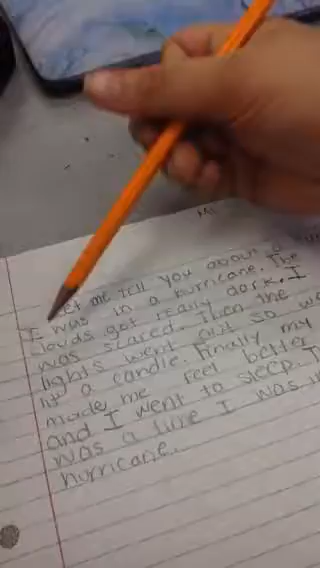 Me
Let me tell you about a
I was in a hurricane. The
clouds got really dark. I
was scared. Then the
lights went out so we
lit a candle. Finally my
made me feel better
and I went to sleep.
was a time I was in
hurricane.